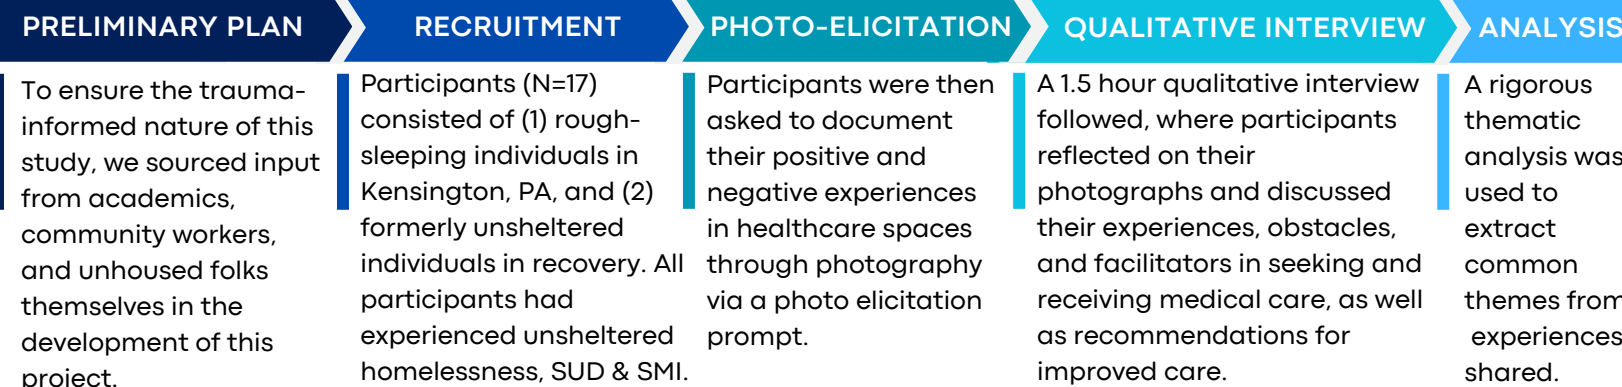 PRELIMINARY PLAN
To ensure the trauma-
informed nature of this
study, we sourced input
from academics,
community workers,
and unhoused folks
themselves in the
development of this
project.
RECRUITMENT
Participants (N=17)
consisted of (1) rough-
sleeping individuals in
Kensington, PA, and (2)
formerly unsheltered
individuals in recovery. All
participants had
experienced unsheltered
homelessness, SUD & SMI.
PHOTO-ELICITATION
Participants were then
asked to document
their positive and
negative experiences
in healthcare spaces
through photography
via a photo elicitation
prompt.
QUALITATIVE INTERVIEW
A 1.5 hour qualitative interview
followed, where participants
reflected on their
photographs and discussed
their experiences, obstacles,
and facilitators in seeking and
receiving medical care, as well
as recommendations for
improved care.
ANALYSIS
A rigorous
thematic
analysis was
used to
extract
common
themes from
experiences
shared.